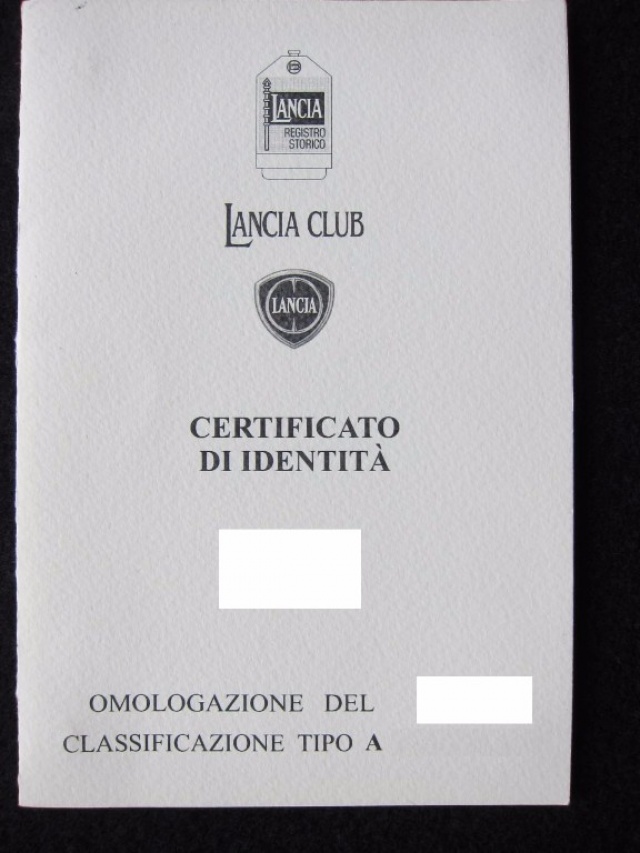 LANCIA
REGISTRO
STORICO
LANCIA CLUB
LANCIA
CERTIFICATO
DI IDENTITÀ
OMOLOGAZIONE DEL
CLASSIFICAZIONE TIPO A